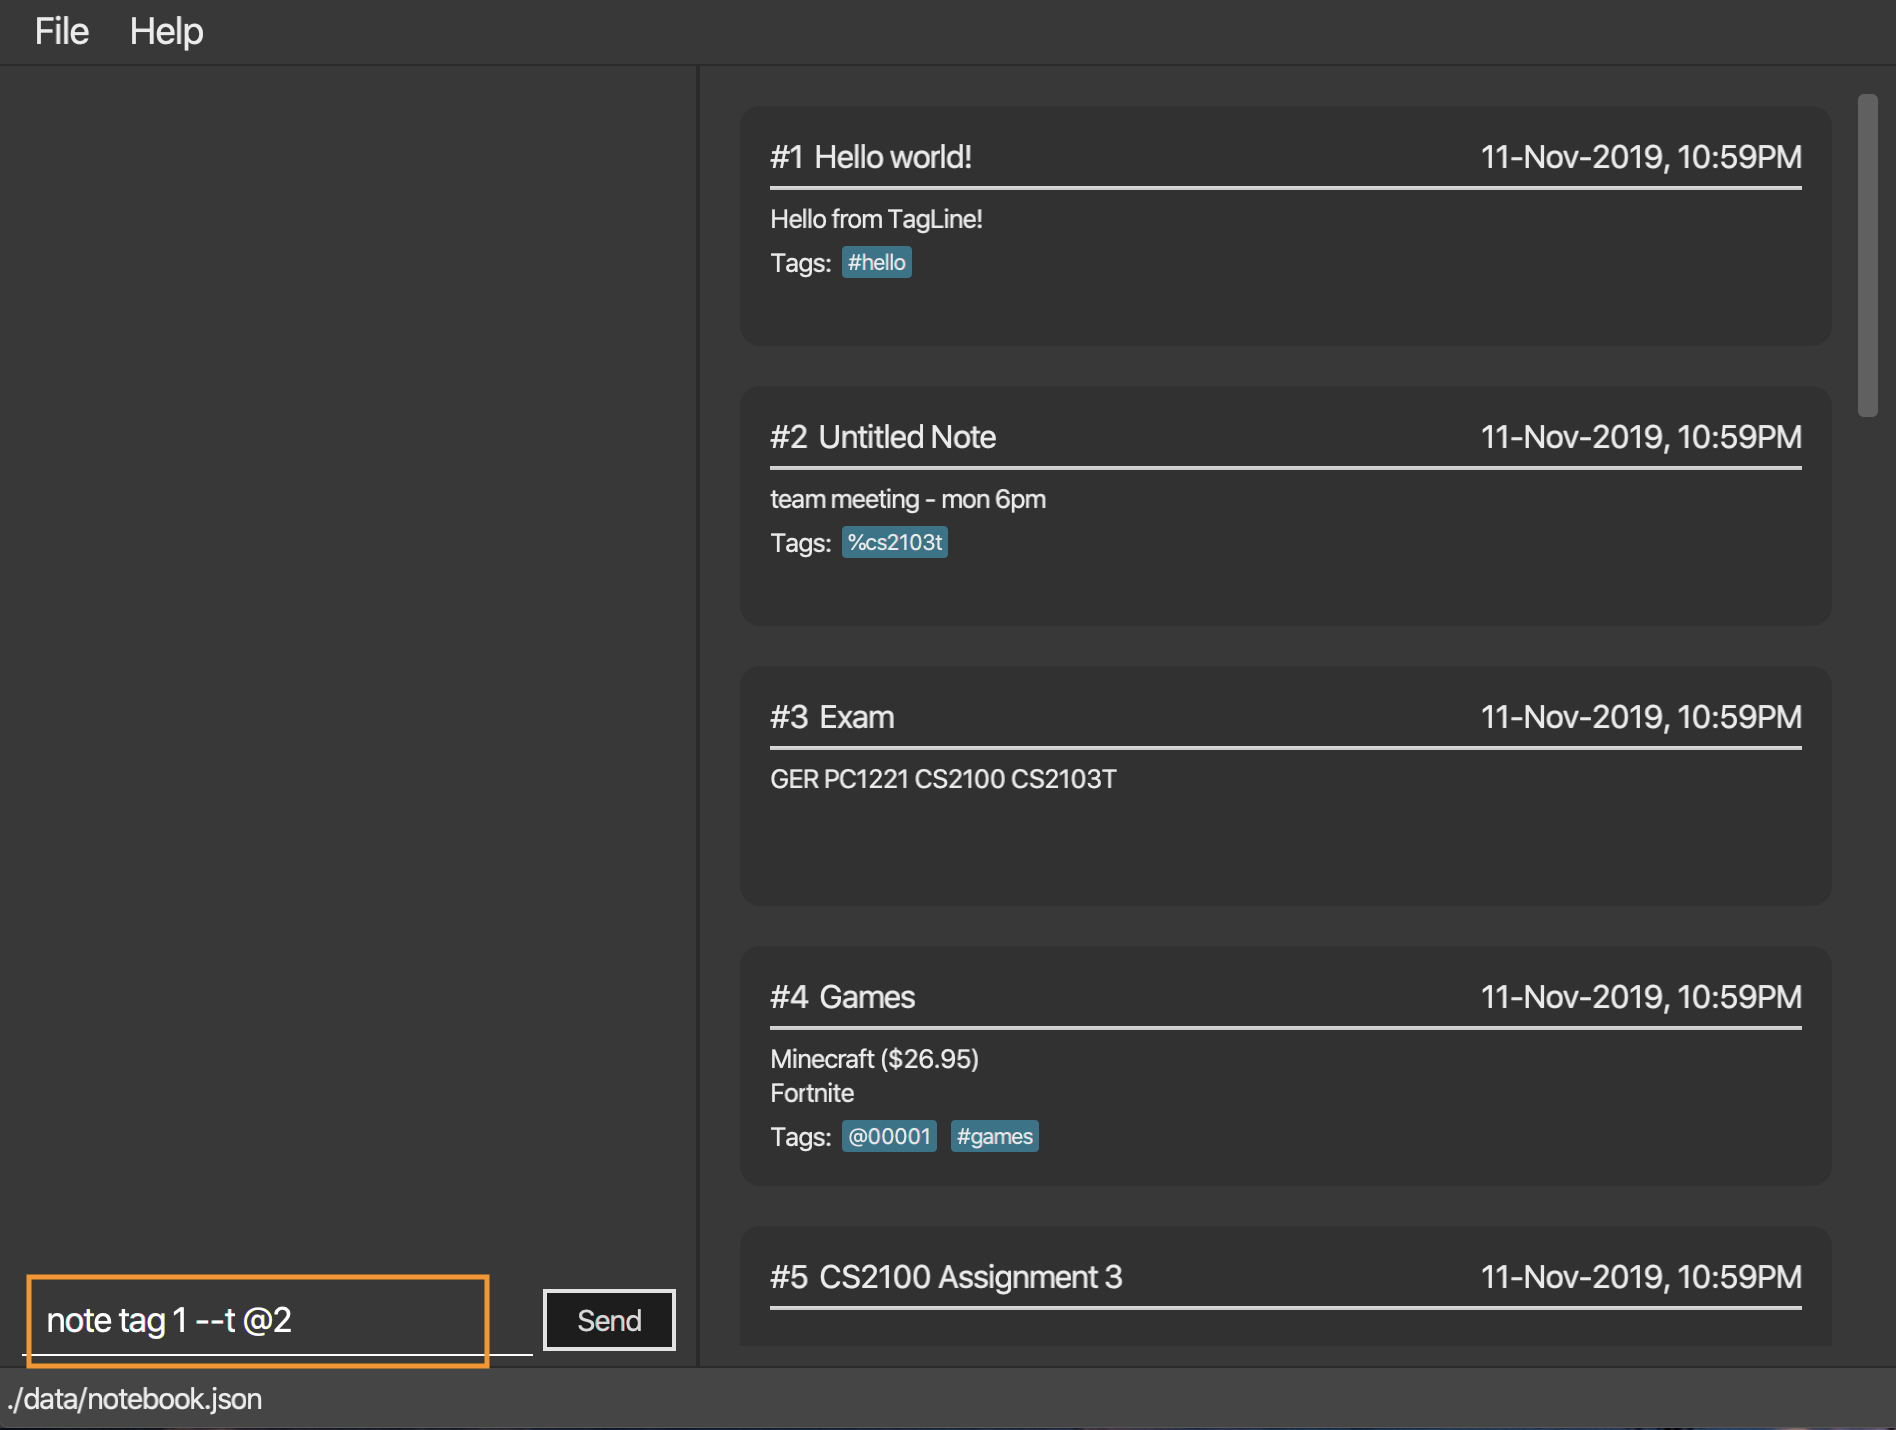 File Help
#1 Hello world! 11-Nov-2019, 10:59PM
Hello from TagLine!
Tags: #hello
#2 Untitled Note 11-Nov-2019, 10:59PM
team meeting - mon 6pm
Tags: %cs2103t
#3 Exam 11-Nov-2019, 10:59PM
GER PC1221 CS2100 CS2103T
#4 Games 11-Nov-2019, 10:59PM
Minecraft ($26.95)
Fortnite
Tags: @00001 #games
#5 CS2100 Assignment 3 11-Nov-2019, 10:59PM
note tag 1 --t @2 Send
./data/notebook.json